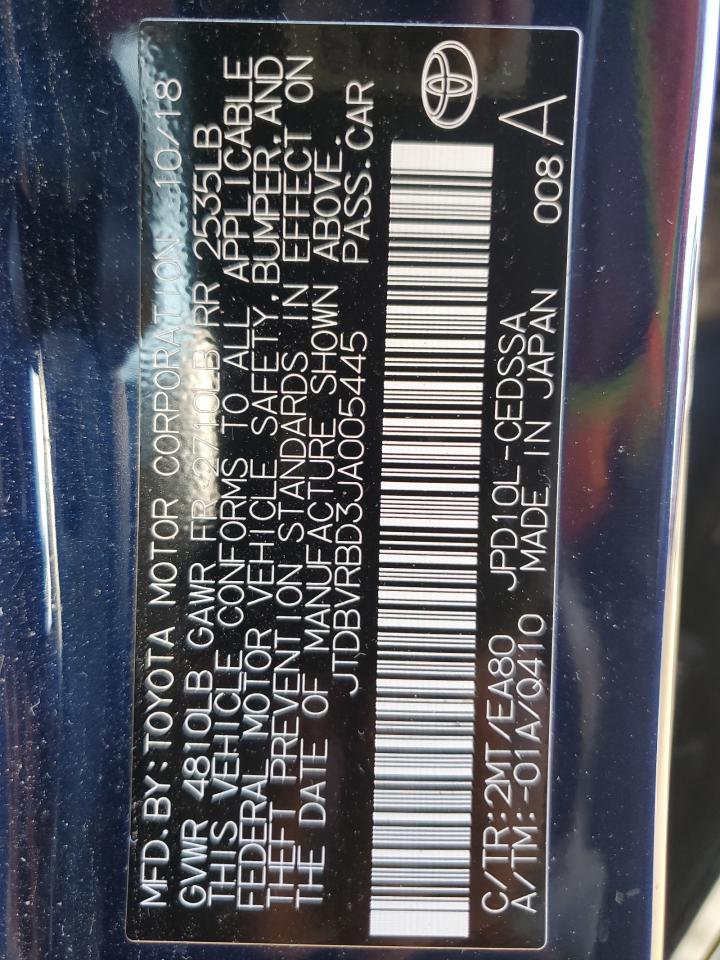 MFD.BY:TOYOTA MOTOR CORPORATION 10/18
GVWR 4810LB GAWR FR 2710LB RR 2535LB
THIS VEHICLE CONFORMS TO ALL APPLICABLE
FEDERAL MOTOR VEHICLE SAFETY,BUMPER,AND
THEFT PREVENTION STANDARDS IN EFFECT ON
THE DATE OF MANUFACTURE SHOWN ABOVE.
JTDBVRBD3JA005445 PASS.CAR
C/TR:2MT/EA80 JPD10L-CEDSSA
A/TM:-01A/Q410 MADE IN JAPAN 008 A